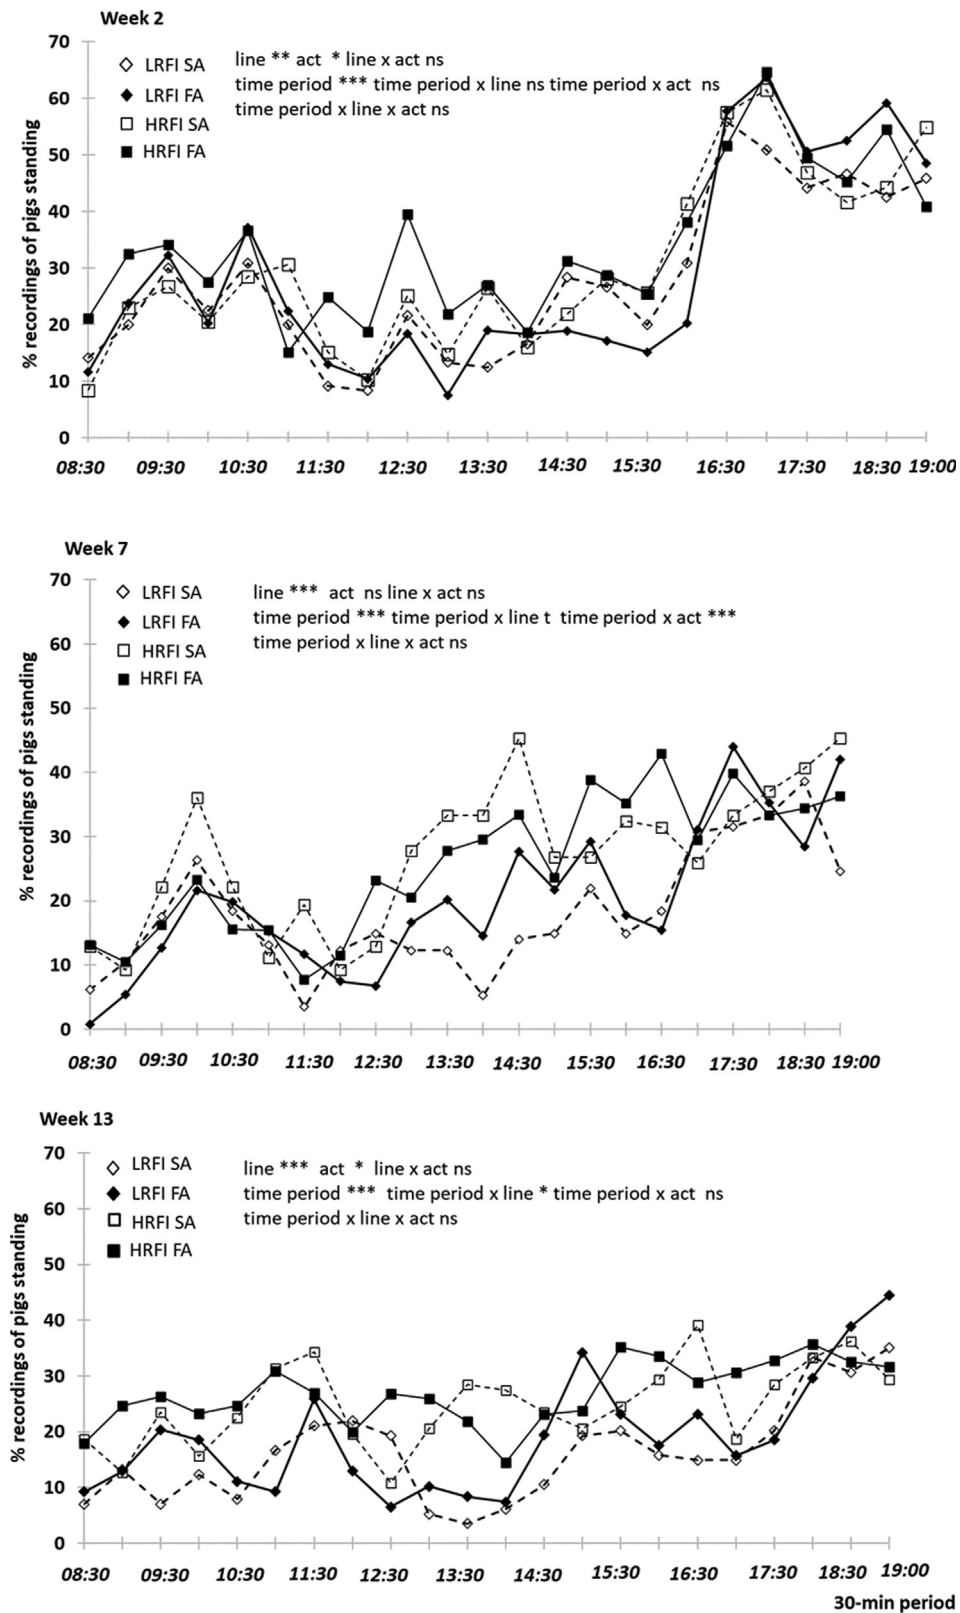 Week 2
% recordings of pigs standing
70
60
50
40
30
20
10
0
LRFI SA
LRFI FA
HRFI SA
HRFI FA
line ** act * line x act ns
time period *** time period x line ns time period x act ns
time period x line x act ns
08:30 09:30 10:30 11:30 12:30 13:30 14:30 15:30 16:30 17:30 18:30 19:00
Week 7
% recordings of pigs standing
70
60
50
40
30
20
10
0
LRFI SA
LRFI FA
HRFI SA
HRFI FA
line *** act ns line x act ns
time period *** time period x line t time period x act ***
time period x line x act ns
08:30 09:30 10:30 11:30 12:30 13:30 14:30 15:30 16:30 17:30 18:30 19:00
Week 13
% recordings of pigs standing
70
60
50
40
30
20
10
0
LRFI SA
LRFI FA
HRFI SA
HRFI FA
line *** act * line x act ns
time period *** time period x line * time period x act ns
time period x line x act ns
08:30 09:30 10:30 11:30 12:30 13:30 14:30 15:30 16:30 17:30 18:30 19:00
30-min period